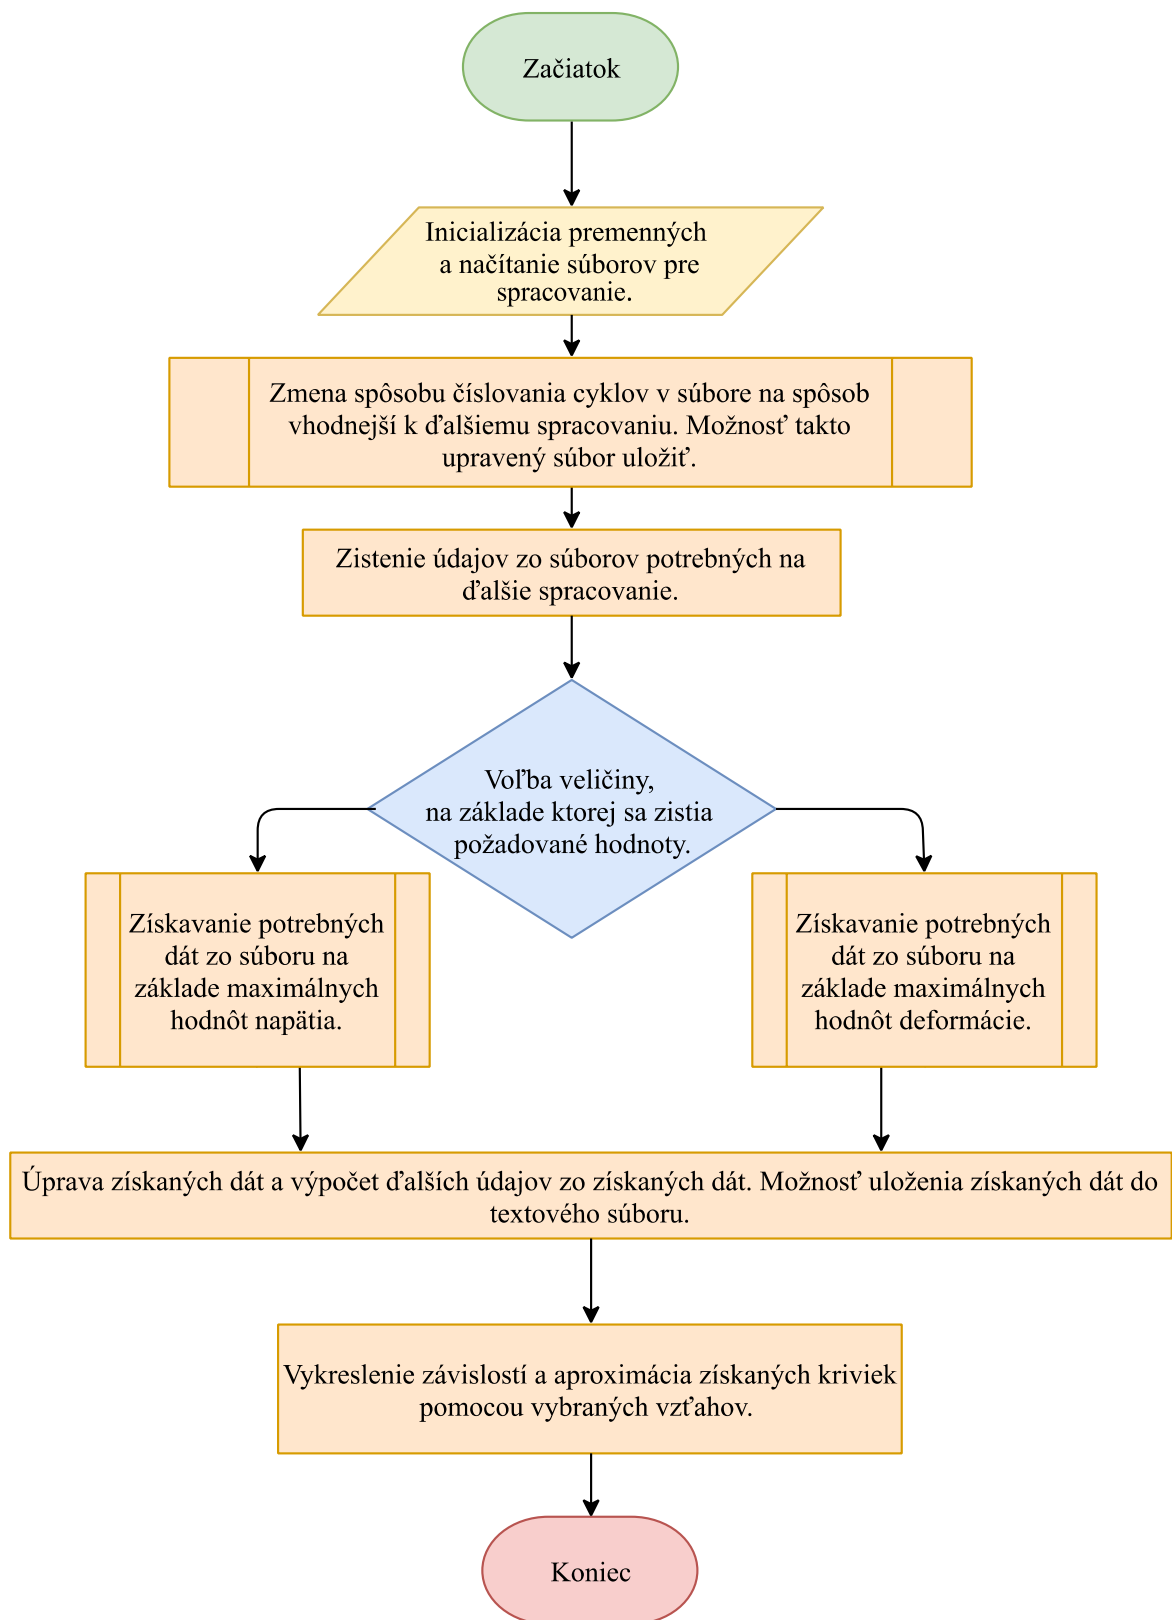 Začiatok
Inicializácia premenných
a načítanie súborov pre
spracovanie.
Zmena spôsobu číslovania cyklov v súbore na spôsob
vhodnejší k ďalšiemu spracovaniu. Možnosť takto
upravený súbor uložiť.
Zistenie údajov zo súborov potrebných na
ďalšie spracovanie.
Voľba veličiny,
na základe ktorej sa zistia
požadované hodnoty.
Získavanie potrebných
dát zo súboru na
základe maximálnych
hodnôt napätia.
Získavanie potrebných
dát zo súboru na
základe maximálnych
hodnôt deformácie.
Úprava získaných dát a výpočet ďalších údajov zo získaných dát. Možnosť uloženia získaných dát do
textového súboru.
Vykreslenie závislostí a aproximácia získaných kriviek
pomocou vybraných vzťahov.
Koniec